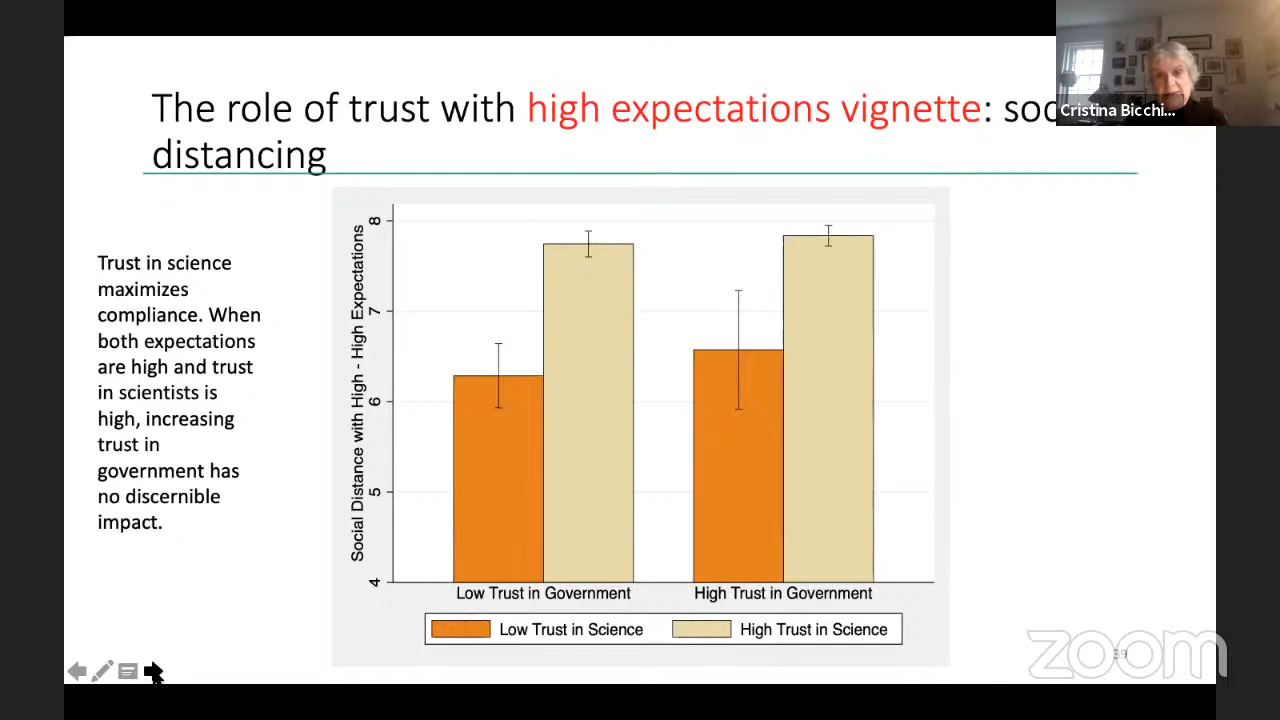 The role of trust with high expectations vignette: soc
distancing
Cristina Bicchi...
Trust in science
maximizes
compliance. When
both expectations
are high and trust
in scientists is
high, increasing
trust in
government has
no discernible
impact.
Social Distance with High - High Expectations
8
7
6
5
4
Low Trust in Government
High Trust in Government
Low Trust in Science
High Trust in Science
zoom
39